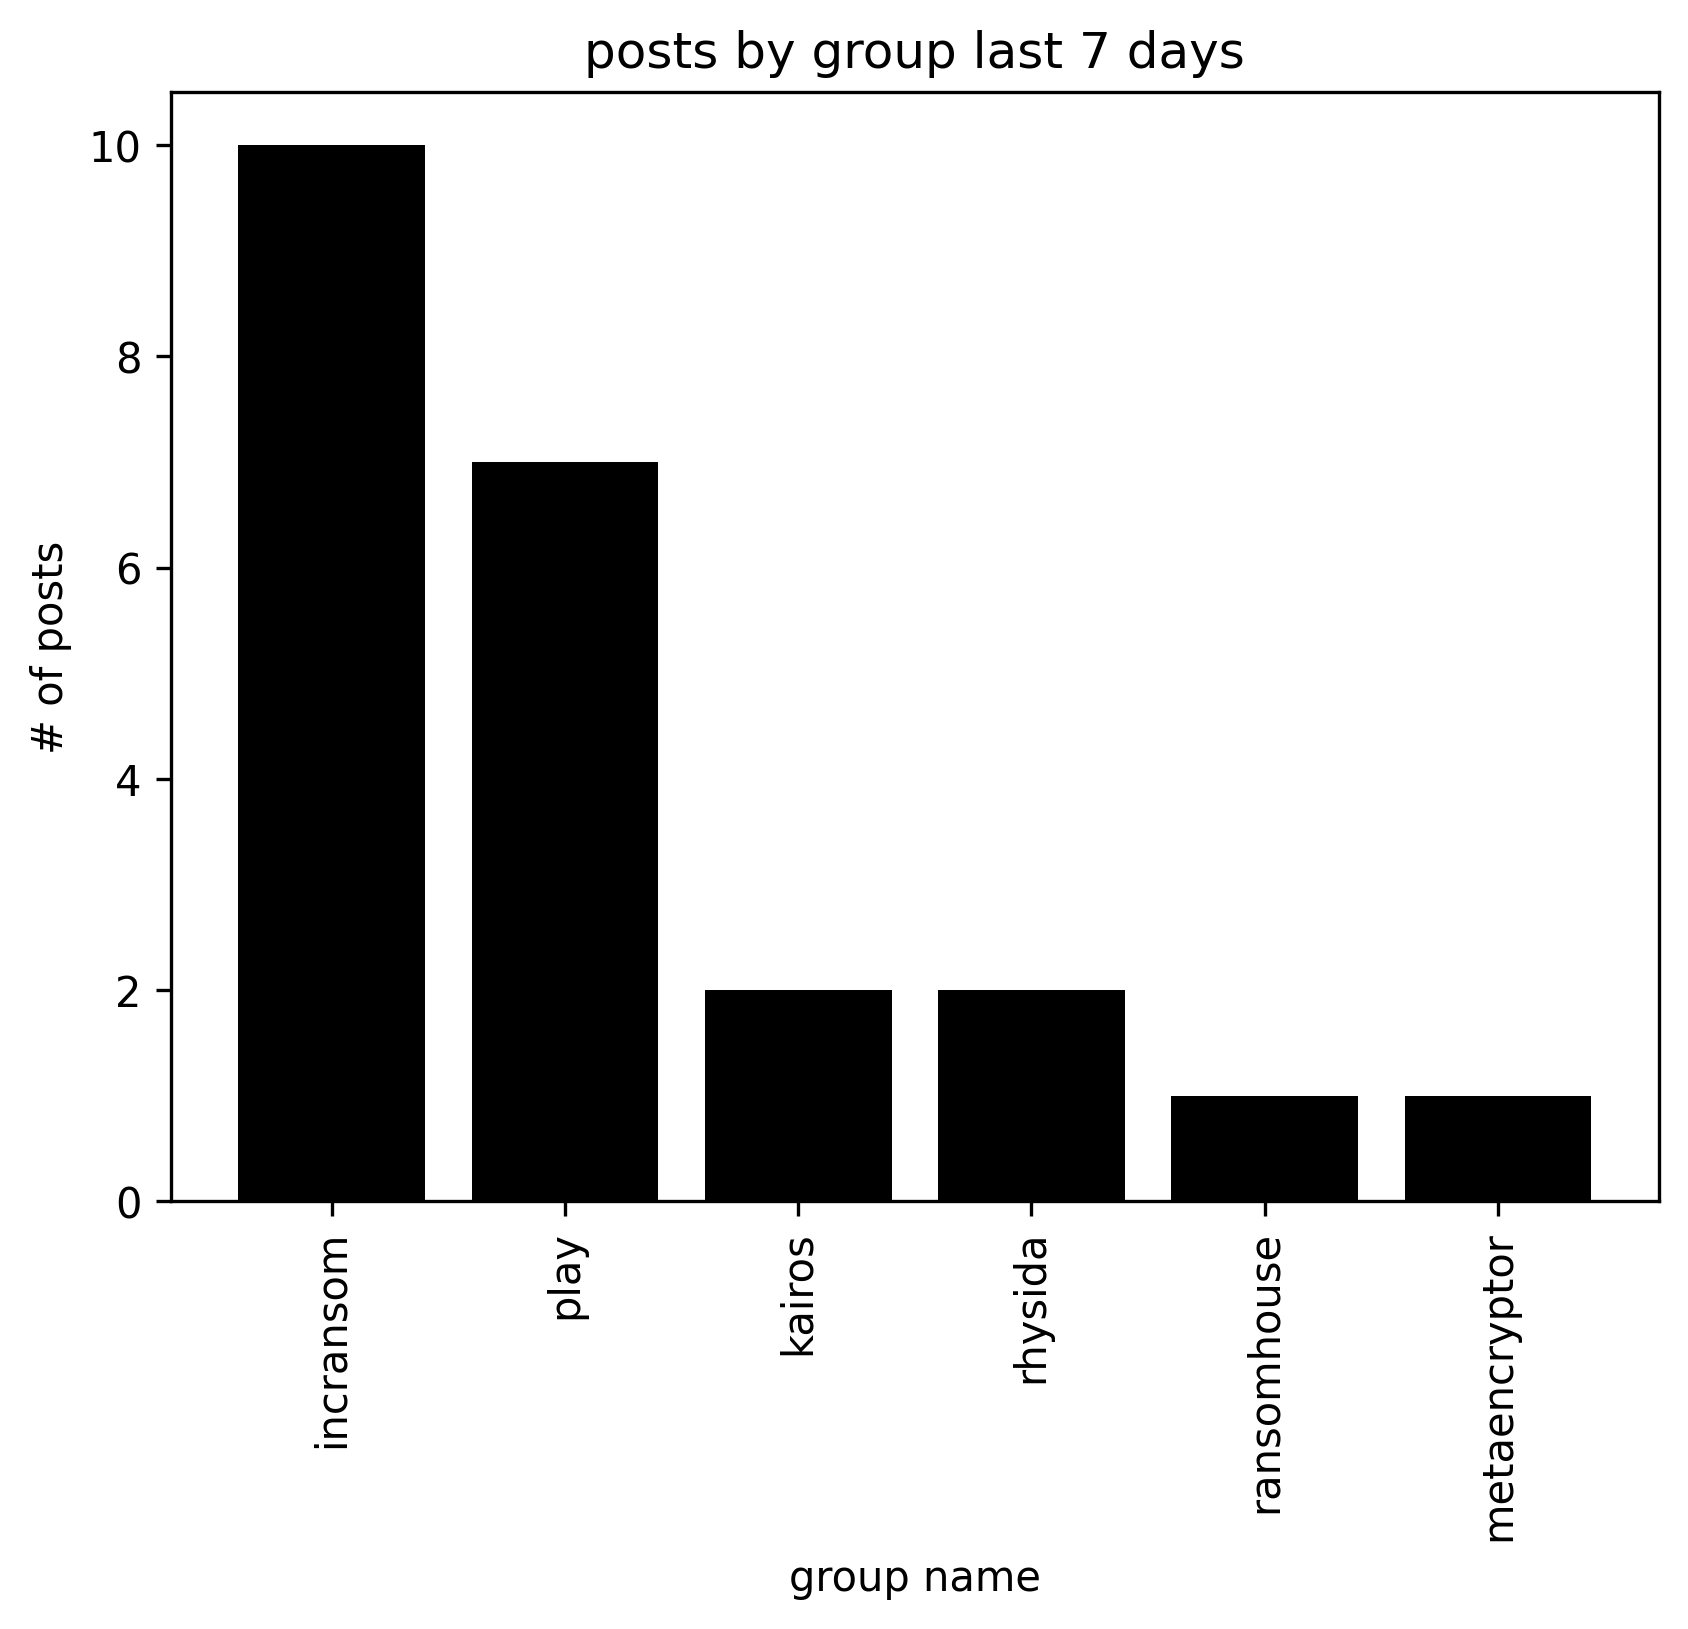 posts by group last 7 days
# of posts
10
8
6
4
2
0
incransom
play
kairos
rhysida
ransomhouse
metaencryptor
group name